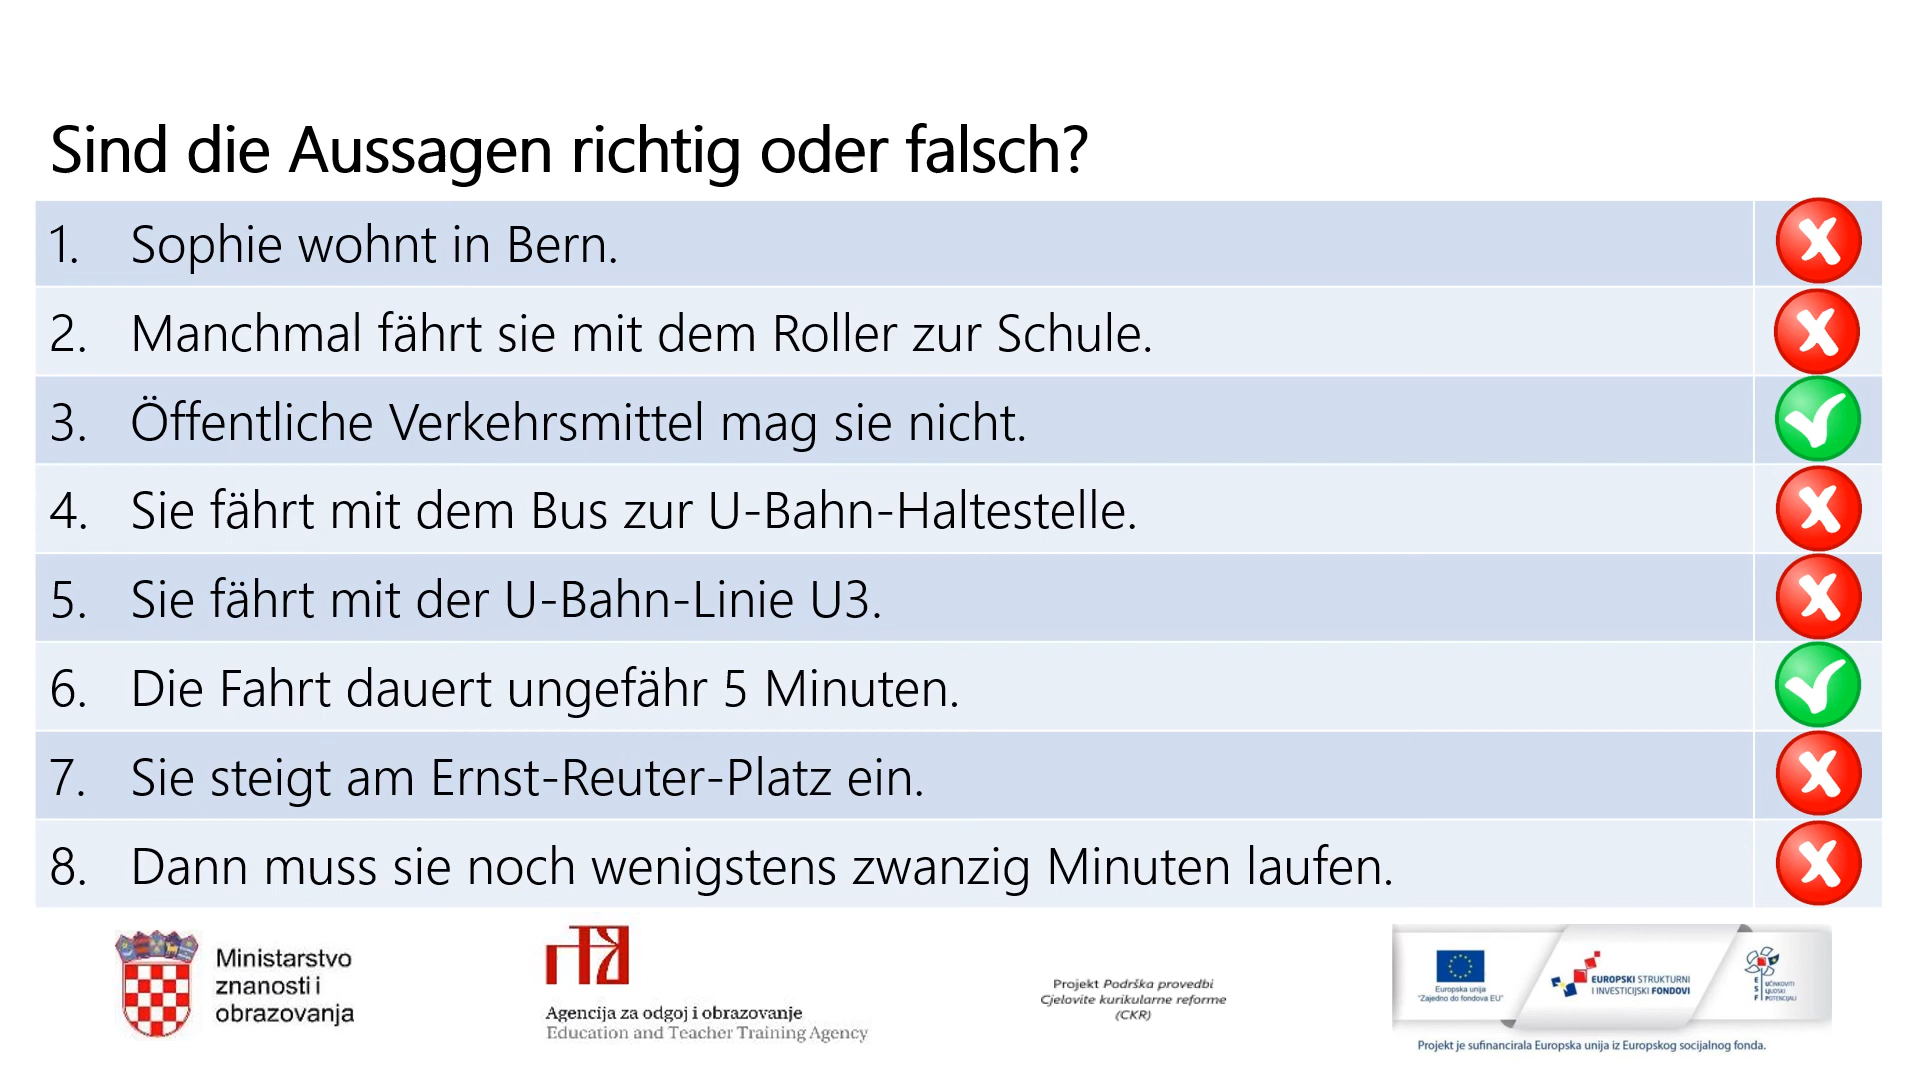 Sind die Aussagen richtig oder falsch?
1. Sophie wohnt in Bern.
2. Manchmal fährt sie mit dem Roller zur Schule.
3. Öffentliche Verkehrsmittel mag sie nicht.
4. Sie fährt mit dem Bus zur U-Bahn-Haltestelle.
5. Sie fährt mit der U-Bahn-Linie U3.
6. Die Fahrt dauert ungefähr 5 Minuten.
7. Sie steigt am Ernst-Reuter-Platz ein.
8. Dann muss sie noch wenigstens zwanzig Minuten laufen.
Ministarstvo
znanosti i
obrazovanja
Agencija za odgoj i obrazovanje
Education and Teacher Training Agency
Projekt Podrška provedbi
Cjelovite kurikularne reforme
(CKR)
Europska unija
"Zajedno do fondova EU"
EUROPSKI STRUKTURNI
I INVESTICIJSKI FONDOVI
ESF
UČINKOVITI
LJUDSKI
POTENCIJALI
Projekt je sufinancirala Europska unija iz Europskog socijalnog fonda.